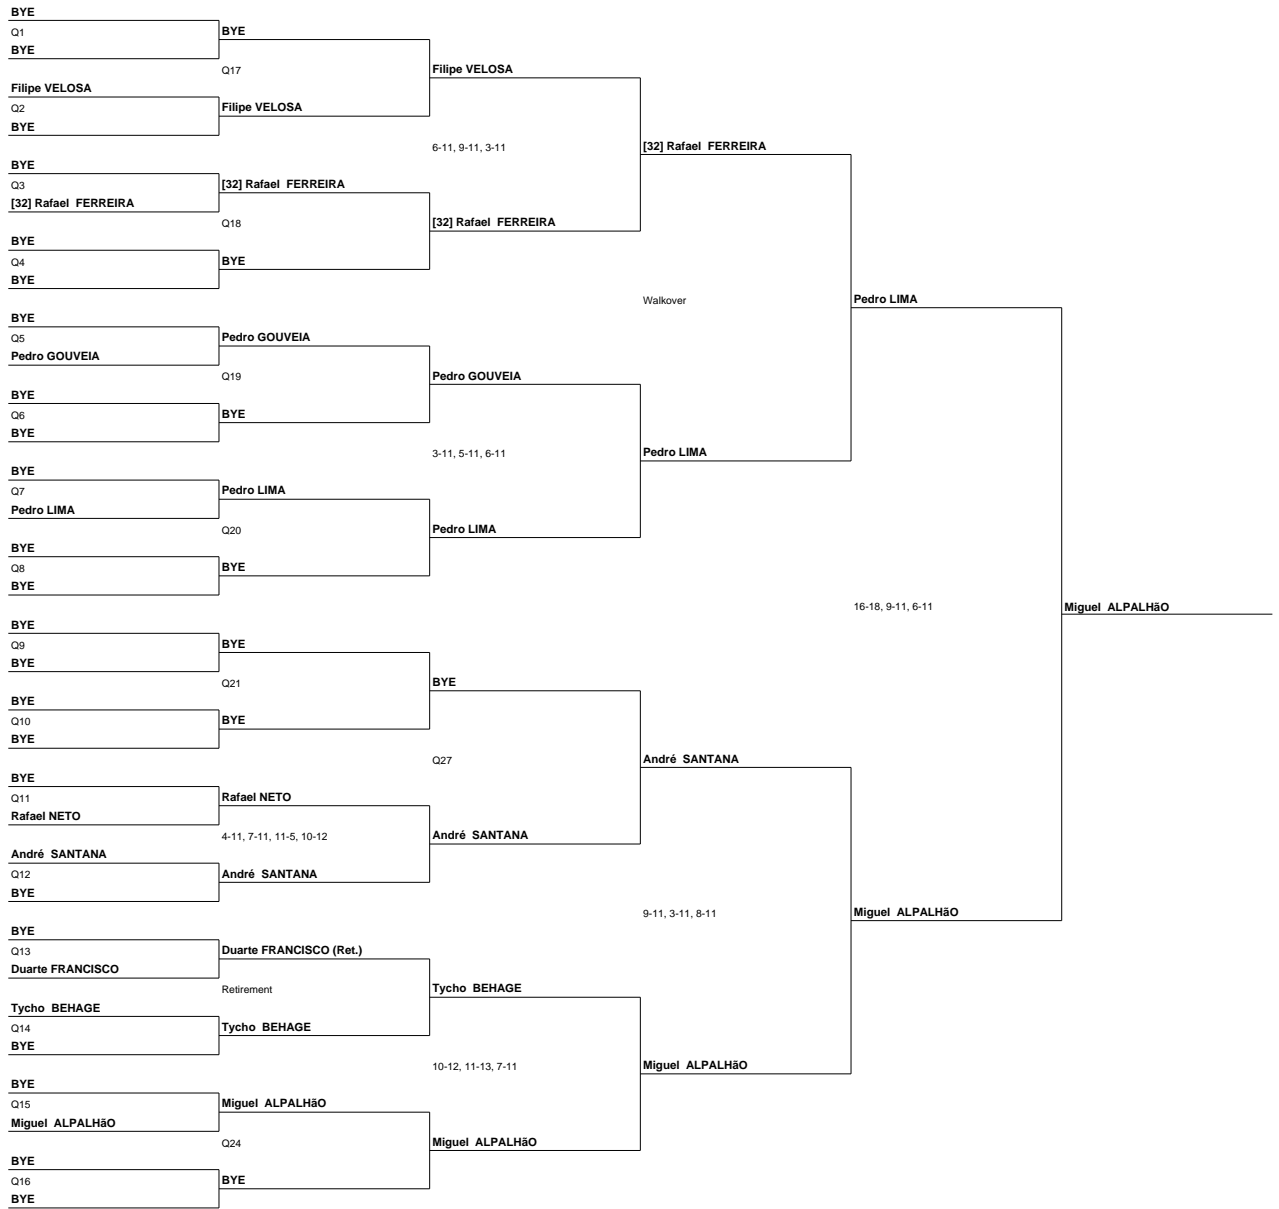 BYE
Q1
BYE
BYE
Q17
Filipe VELOSA
Filipe VELOSA
Q2
Filipe VELOSA
BYE
6-11, 9-11, 3-11
[32] Rafael FERREIRA
BYE
Q3
[32] Rafael FERREIRA
[32] Rafael FERREIRA
Q18
[32] Rafael FERREIRA
BYE
Q4
BYE
BYE
Walkover
Pedro LIMA
BYE
Q5
Pedro GOUVEIA
Pedro GOUVEIA
Q19
Pedro GOUVEIA
BYE
Q6
BYE
BYE
3-11, 5-11, 6-11
Pedro LIMA
BYE
Q7
Pedro LIMA
Pedro LIMA
Q20
Pedro LIMA
BYE
Q8
BYE
BYE
16-18, 9-11, 6-11
Miguel ALPALHãO
BYE
Q9
BYE
BYE
Q21
BYE
BYE
Q10
BYE
BYE
Q27
André SANTANA
BYE
Q11
Rafael NETO
Rafael NETO
4-11, 7-11, 11-5, 10-12
André SANTANA
André SANTANA
Q12
André SANTANA
BYE
9-11, 3-11, 8-11
Miguel ALPALHãO
BYE
Q13
Duarte FRANCISCO (Ret.)
Duarte FRANCISCO
Retirement
Tycho BEHAGE
Tycho BEHAGE
Q14
Tycho BEHAGE
BYE
10-12, 11-13, 7-11
Miguel ALPALHãO
BYE
Q15
Miguel ALPALHãO
Miguel ALPALHãO
Q24
Miguel ALPALHãO
BYE
Q16
BYE
BYE